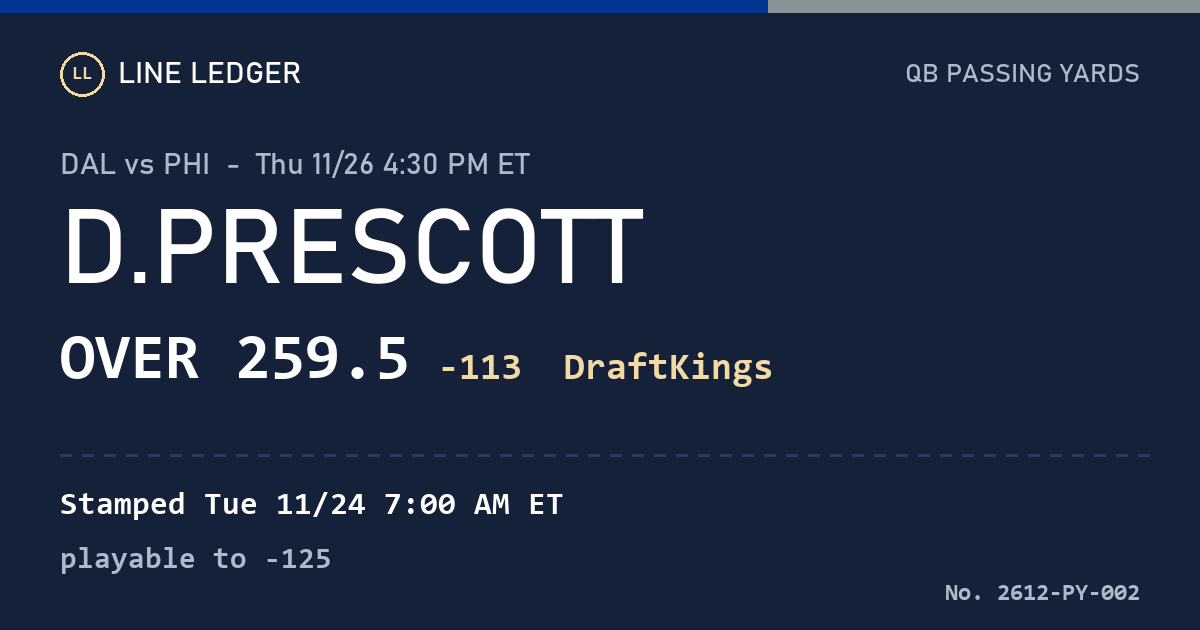 LL LINE LEDGER
QB PASSING YARDS
DAL vs PHI - Thu 11/26 4:30 PM ET
D.PRESCOTT
OVER 259.5 -113 DraftKings
Stamped Tue 11/24 7:00 AM ET
playable to -125
No. 2612-PY-002